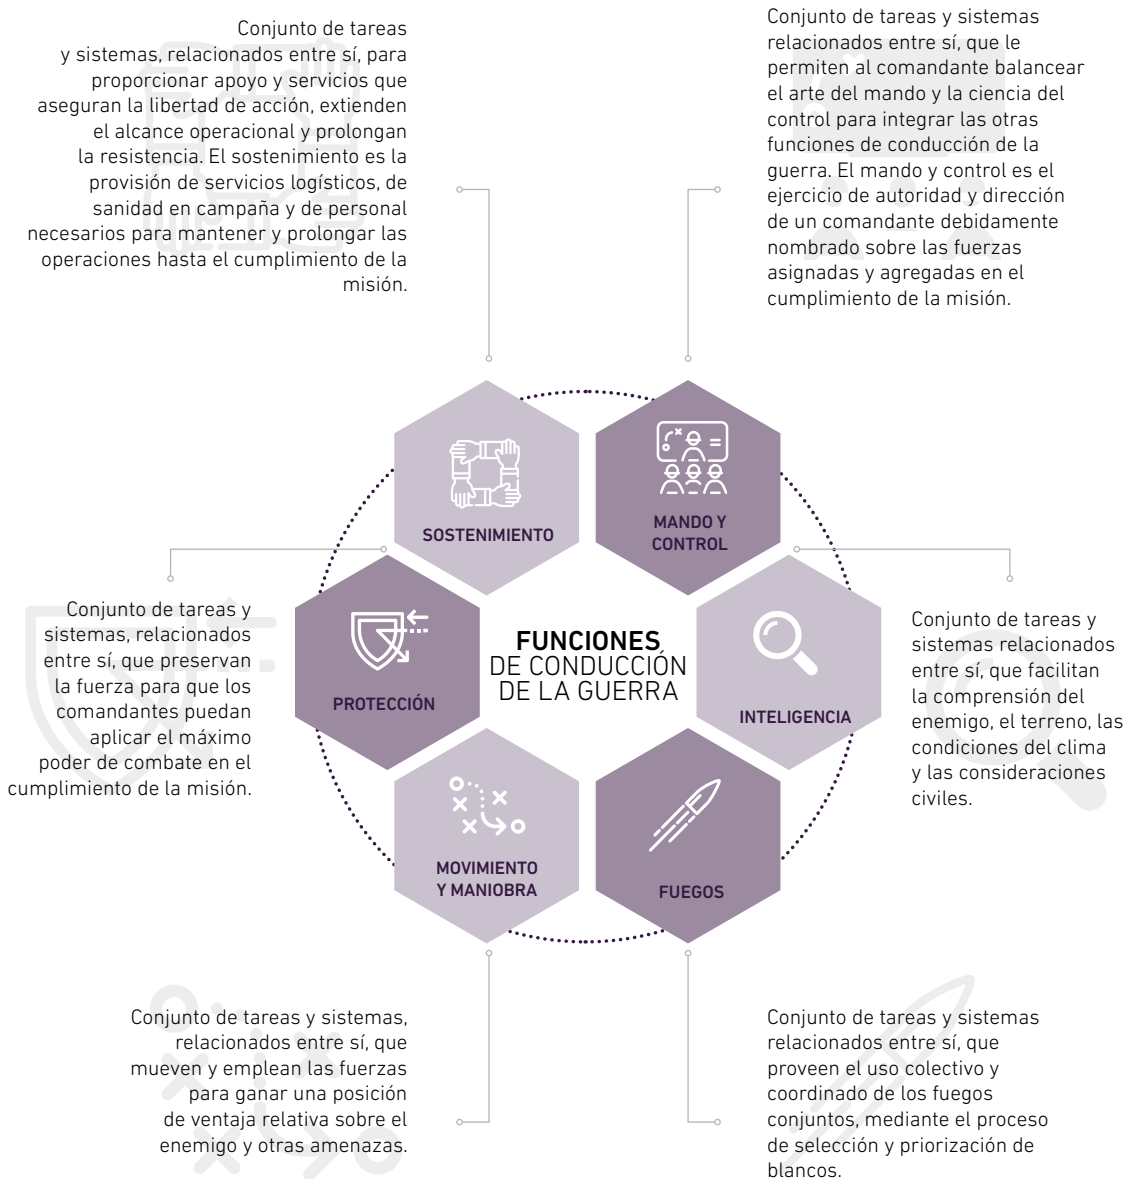 Conjunto de tareas
y sistemas, relacionados entre sí, para
proporcionar apoyo y servicios que
aseguran la libertad de acción, extienden
el alcance operacional y prolongan
la resistencia. El sostenimiento es la
provisión de servicios logísticos, de
sanidad en campaña y de personal
necesarios para mantener y prolongar las
operaciones hasta el cumplimiento de la
misión.
Conjunto de tareas y sistemas
relacionados entre sí, que le
permiten al comandante balancear
el arte del mando y la ciencia del
control para integrar las otras
funciones de conducción de la
guerra. El mando y control es el
ejercicio de autoridad y dirección
de un comandante debidamente
nombrado sobre las fuerzas
asignadas y agregadas en el
cumplimiento de la misión.
SOSTENIMIENTO
MANDO Y
CONTROL
Conjunto de tareas y
sistemas, relacionados
entre sí, que preservan
la fuerza para que los
comandantes puedan
aplicar el máximo
poder de combate en el
cumplimiento de la misión.
PROTECCIÓN
FUNCIONES
DE CONDUCCIÓN
DE LA GUERRA
INTELIGENCIA
Conjunto de tareas y
sistemas relacionados
entre sí, que facilitan
la comprensión del
enemigo, el terreno, las
condiciones del clima
y las consideraciones
civiles.
MOVIMIENTO
Y MANIOBRA
FUEGOS
Conjunto de tareas y sistemas,
relacionados entre sí, que
mueven y emplean las fuerzas
para ganar una posición
de ventaja relativa sobre el
enemigo y otras amenazas.
Conjunto de tareas y sistemas
relacionados entre sí, que
proveen el uso colectivo y
coordinado de los fuegos
conjuntos, mediante el proceso
de selección y priorización de
blancos.